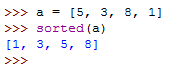 >>> a = [5, 3, 8, 1]
>>> sorted(a)
[1, 3, 5, 8]
>>>